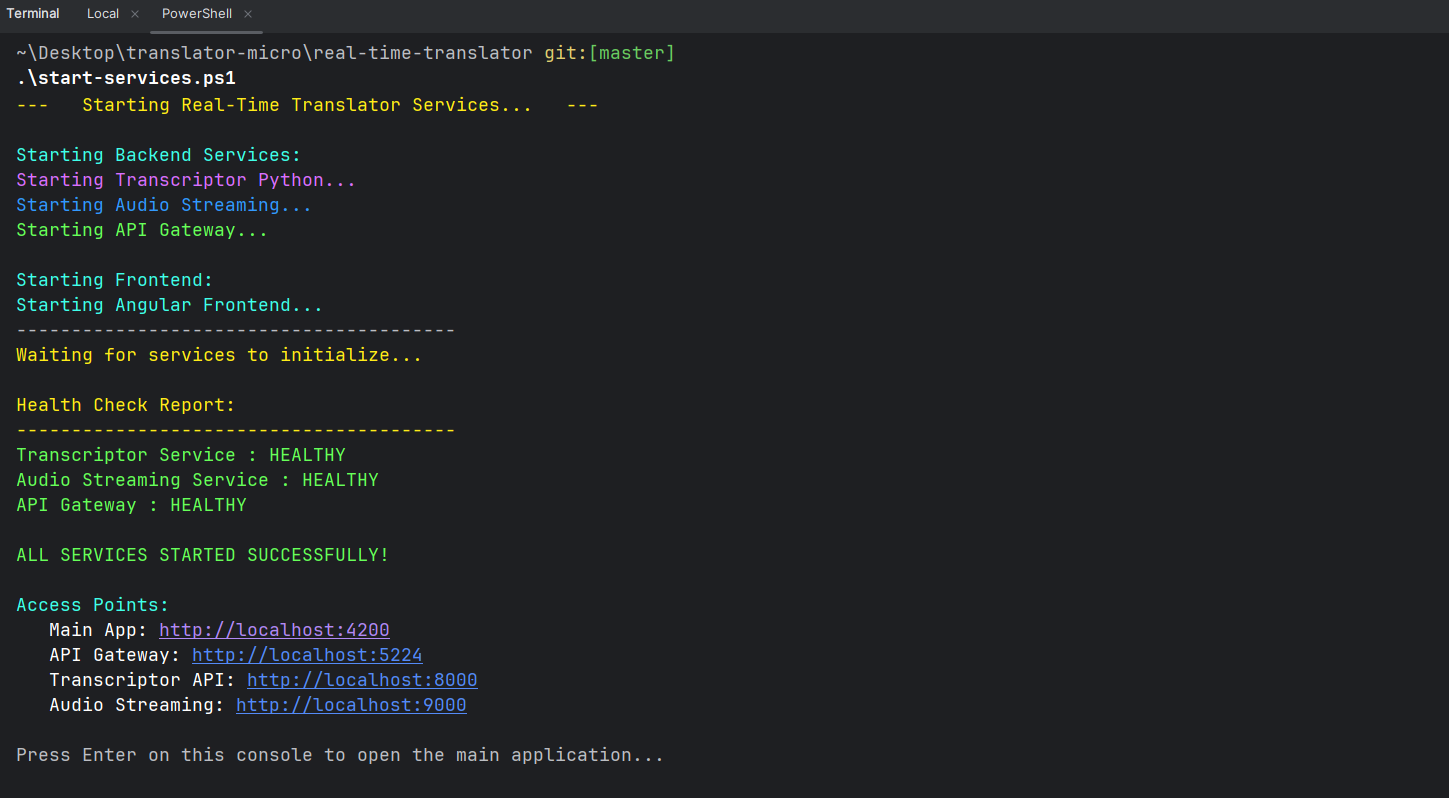 Terminal Local × PowerShell ×
~\Desktop\translator-micro\real-time-translator git:[master]
.\start-services.ps1
---   Starting Real-Time Translator Services...   ---
Starting Backend Services:
Starting Transcriptor Python...
Starting Audio Streaming...
Starting API Gateway...
Starting Frontend:
Starting Angular Frontend...
----------------------------------------
Waiting for services to initialize...
Health Check Report:
----------------------------------------
Transcriptor Service : HEALTHY
Audio Streaming Service : HEALTHY
API Gateway : HEALTHY
ALL SERVICES STARTED SUCCESSFULLY!
Access Points:
   Main App: http://localhost:4200
   API Gateway: http://localhost:5224
   Transcriptor API: http://localhost:8000
   Audio Streaming: http://localhost:9000
Press Enter on this console to open the main application...